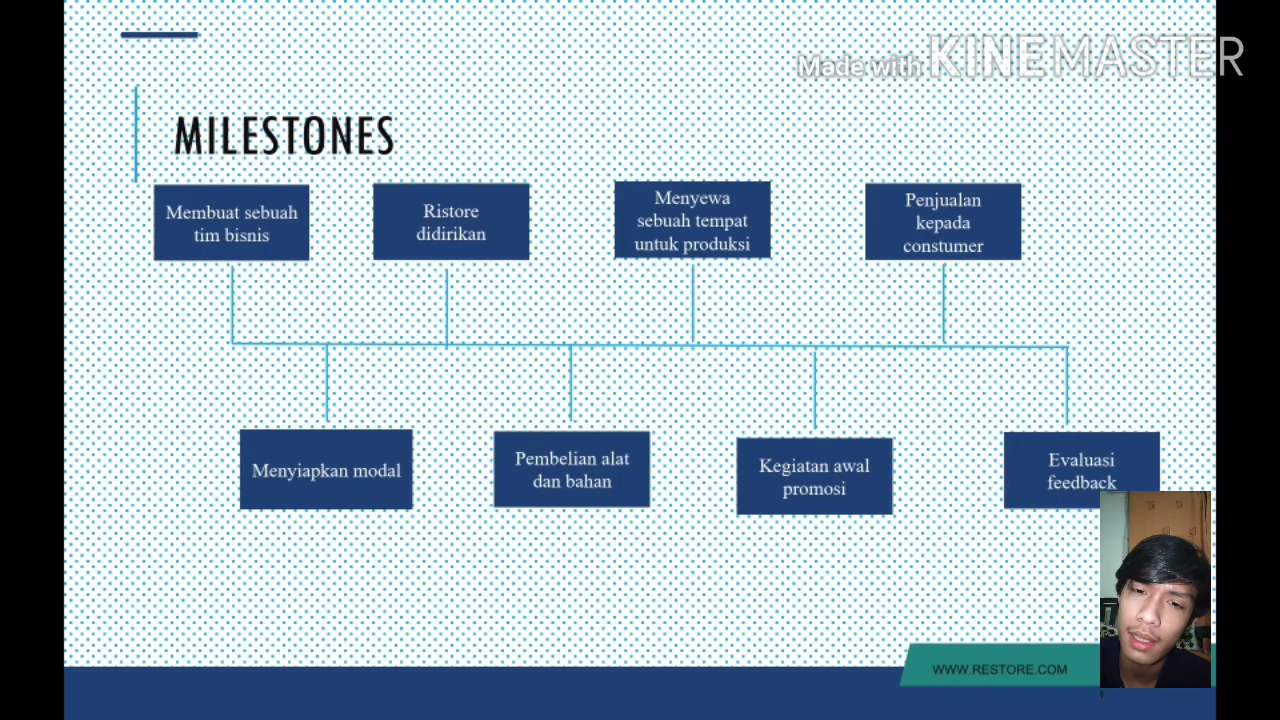 Made with KINEMASTER
MILESTONES
Membuat sebuah
tim bisnis
Ristore
didirikan
Menyewa
sebuah tempat
untuk produksi
Penjualan
kepada
constumer
Menyiapkan modal
Pembelian alat
dan bahan
Kegiatan awal
promosi
Evaluasi
feedback
WWW.RESTORE.COM